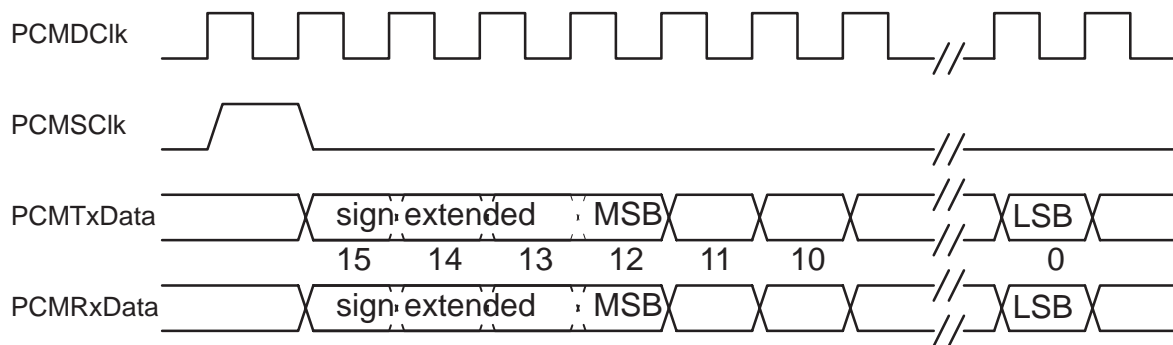 PCMDClk
PCMSClk
PCMTxData sign extended MSB LSB
15 14 13 12 11 10 0
PCMRxData sign extended MSB LSB